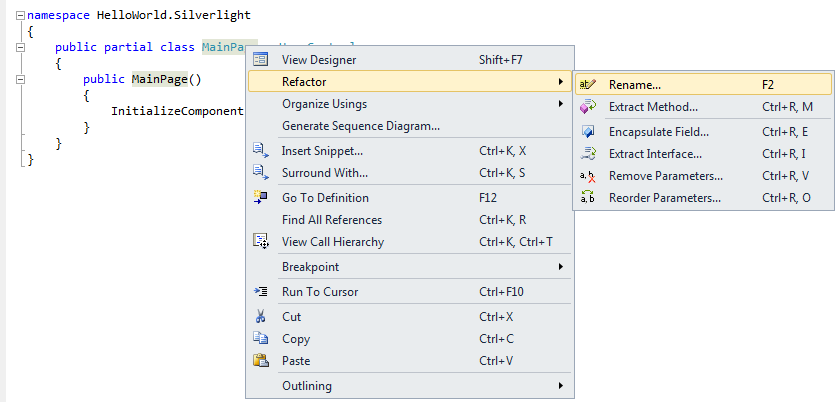 namespace HelloWorld.Silverlight
{
public partial class MainPage
{
public MainPage()
{
InitializeComponent
}
}
}
View Designer Shift+F7
Refactor
Organize Usings
Generate Sequence Diagram...
Insert Snippet... Ctrl+K, X
Surround With... Ctrl+K, S
Go To Definition F12
Find All References Ctrl+K, R
View Call Hierarchy Ctrl+K, Ctrl+T
Breakpoint
Run To Cursor Ctrl+F10
Cut Ctrl+X
Copy Ctrl+C
Paste Ctrl+V
Outlining
Rename... F2
Extract Method... Ctrl+R, M
Encapsulate Field... Ctrl+R, E
Extract Interface... Ctrl+R, I
Remove Parameters... Ctrl+R, V
Reorder Parameters... Ctrl+R, O